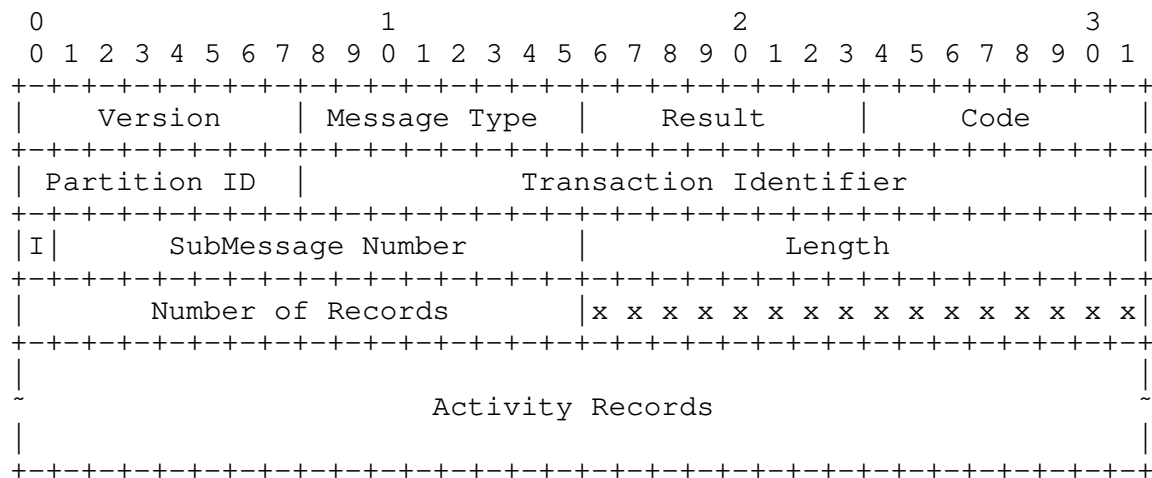 0                   1                   2                   3
 0 1 2 3 4 5 6 7 8 9 0 1 2 3 4 5 6 7 8 9 0 1 2 3 4 5 6 7 8 9 0 1
+-+-+-+-+-+-+-+-+-+-+-+-+-+-+-+-+-+-+-+-+-+-+-+-+-+-+-+-+-+-+-+-+
|    Version    | Message Type  |    Result     |     Code      |
+-+-+-+-+-+-+-+-+-+-+-+-+-+-+-+-+-+-+-+-+-+-+-+-+-+-+-+-+-+-+-+-+
| Partition ID  |            Transaction Identifier             |
+-+-+-+-+-+-+-+-+-+-+-+-+-+-+-+-+-+-+-+-+-+-+-+-+-+-+-+-+-+-+-+-+
|I|      SubMessage Number      |           Length              |
+-+-+-+-+-+-+-+-+-+-+-+-+-+-+-+-+-+-+-+-+-+-+-+-+-+-+-+-+-+-+-+-+
|       Number of Records       |x x x x x x x x x x x x x x x x|
+-+-+-+-+-+-+-+-+-+-+-+-+-+-+-+-+-+-+-+-+-+-+-+-+-+-+-+-+-+-+-+-+
|                                                               |
~                       Activity Records                        ~
|                                                               |
+-+-+-+-+-+-+-+-+-+-+-+-+-+-+-+-+-+-+-+-+-+-+-+-+-+-+-+-+-+-+-+-+